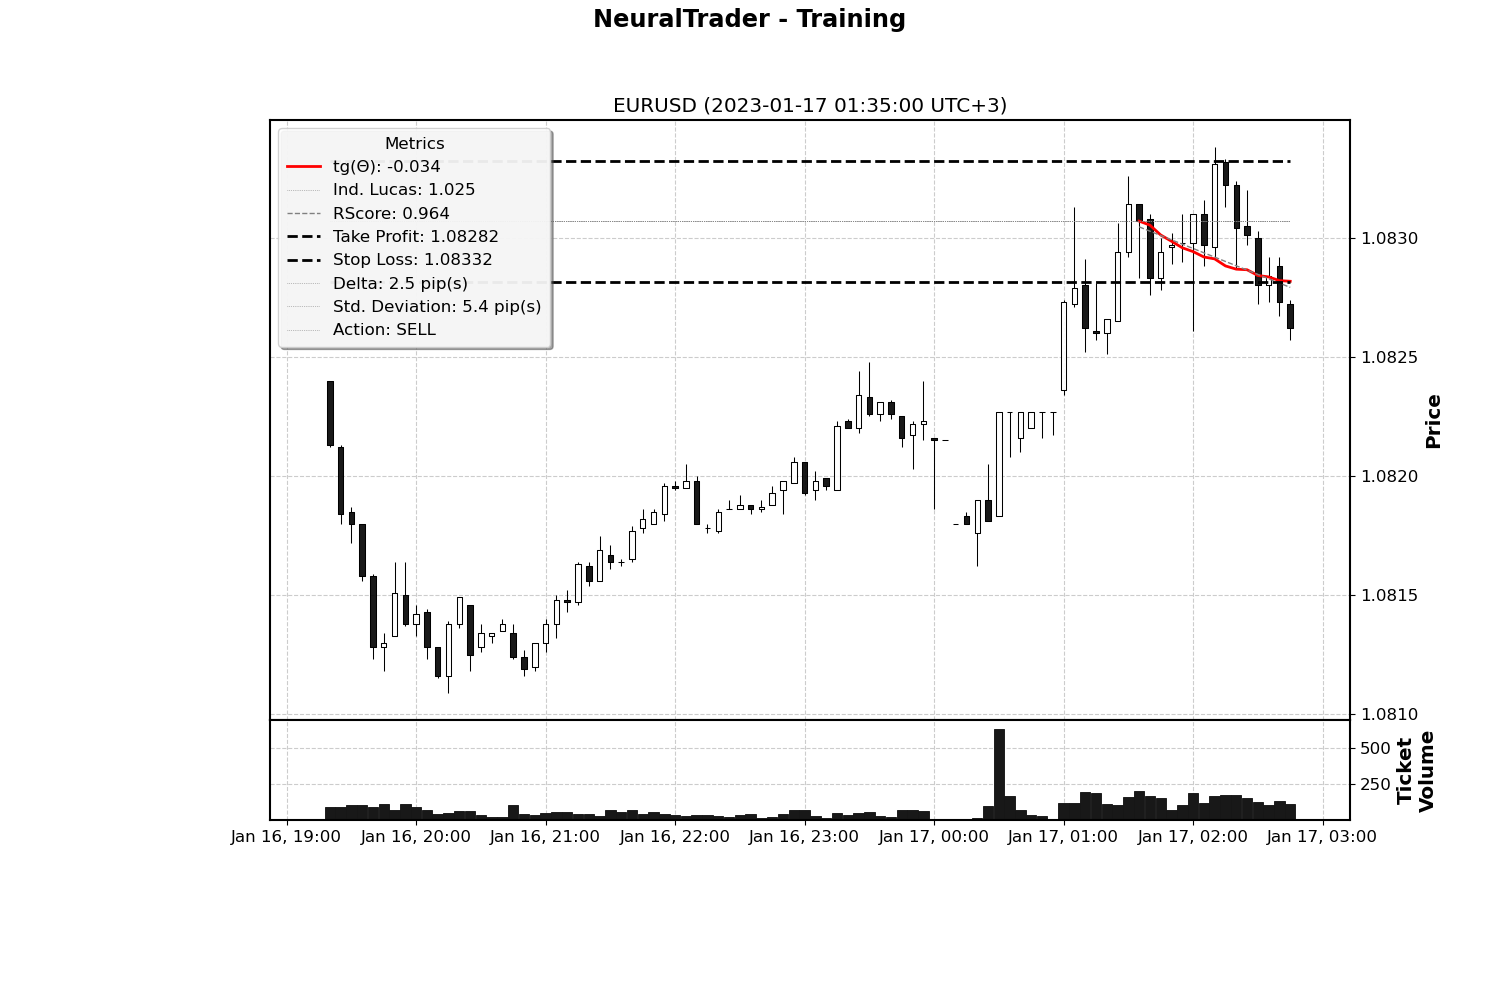 NeuralTrader - Training
EURUSD (2023-01-17 01:35:00 UTC+3)
Metrics
tg(Θ): -0.034
Ind. Lucas: 1.025
RScore: 0.964
Take Profit: 1.08282
Stop Loss: 1.08332
Delta: 2.5 pip(s)
Std. Deviation: 5.4 pip(s)
Action: SELL
1.0830
1.0825
1.0820
1.0815
1.0810
Price
500
250
Ticket
Volume
Jan 16, 19:00
Jan 16, 20:00
Jan 16, 21:00
Jan 16, 22:00
Jan 16, 23:00
Jan 17, 00:00
Jan 17, 01:00
Jan 17, 02:00
Jan 17, 03:00